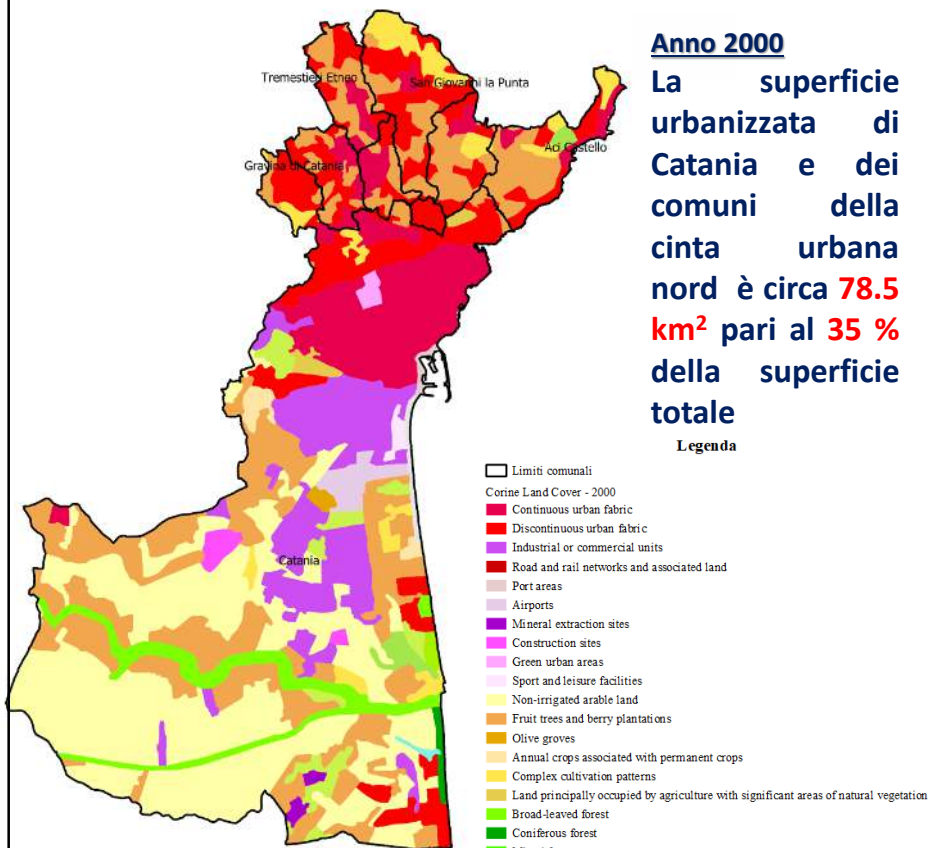 Anno 2000
La superficie
urbanizzata di
Catania e dei
comuni della
cinta urbana
nord è circa 78.5
km² pari al 35 %
della superficie
totale
Tremestieri Etneo
San Giovanni la Punta
Aci Castello
Gravina di Catania
Catania
Legenda
Limiti comunali
Corine Land Cover - 2000
Continuous urban fabric
Discontinuous urban fabric
Industrial or commercial units
Road and rail networks and associated land
Port areas
Airports
Mineral extraction sites
Construction sites
Green urban areas
Sport and leisure facilities
Non-irrigated arable land
Fruit trees and berry plantations
Olive groves
Annual crops associated with permanent crops
Complex cultivation patterns
Land principally occupied by agriculture with significant areas of natural vegetation
Broad-leaved forest
Coniferous forest